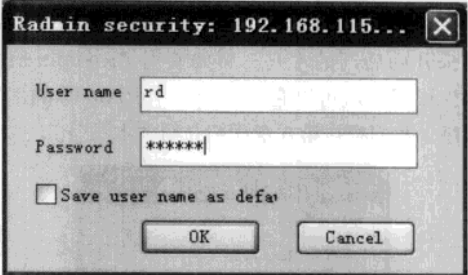 Radmin security: 192.168.115...
User name rd
Password ******
Save user name as defa
OK Cancel